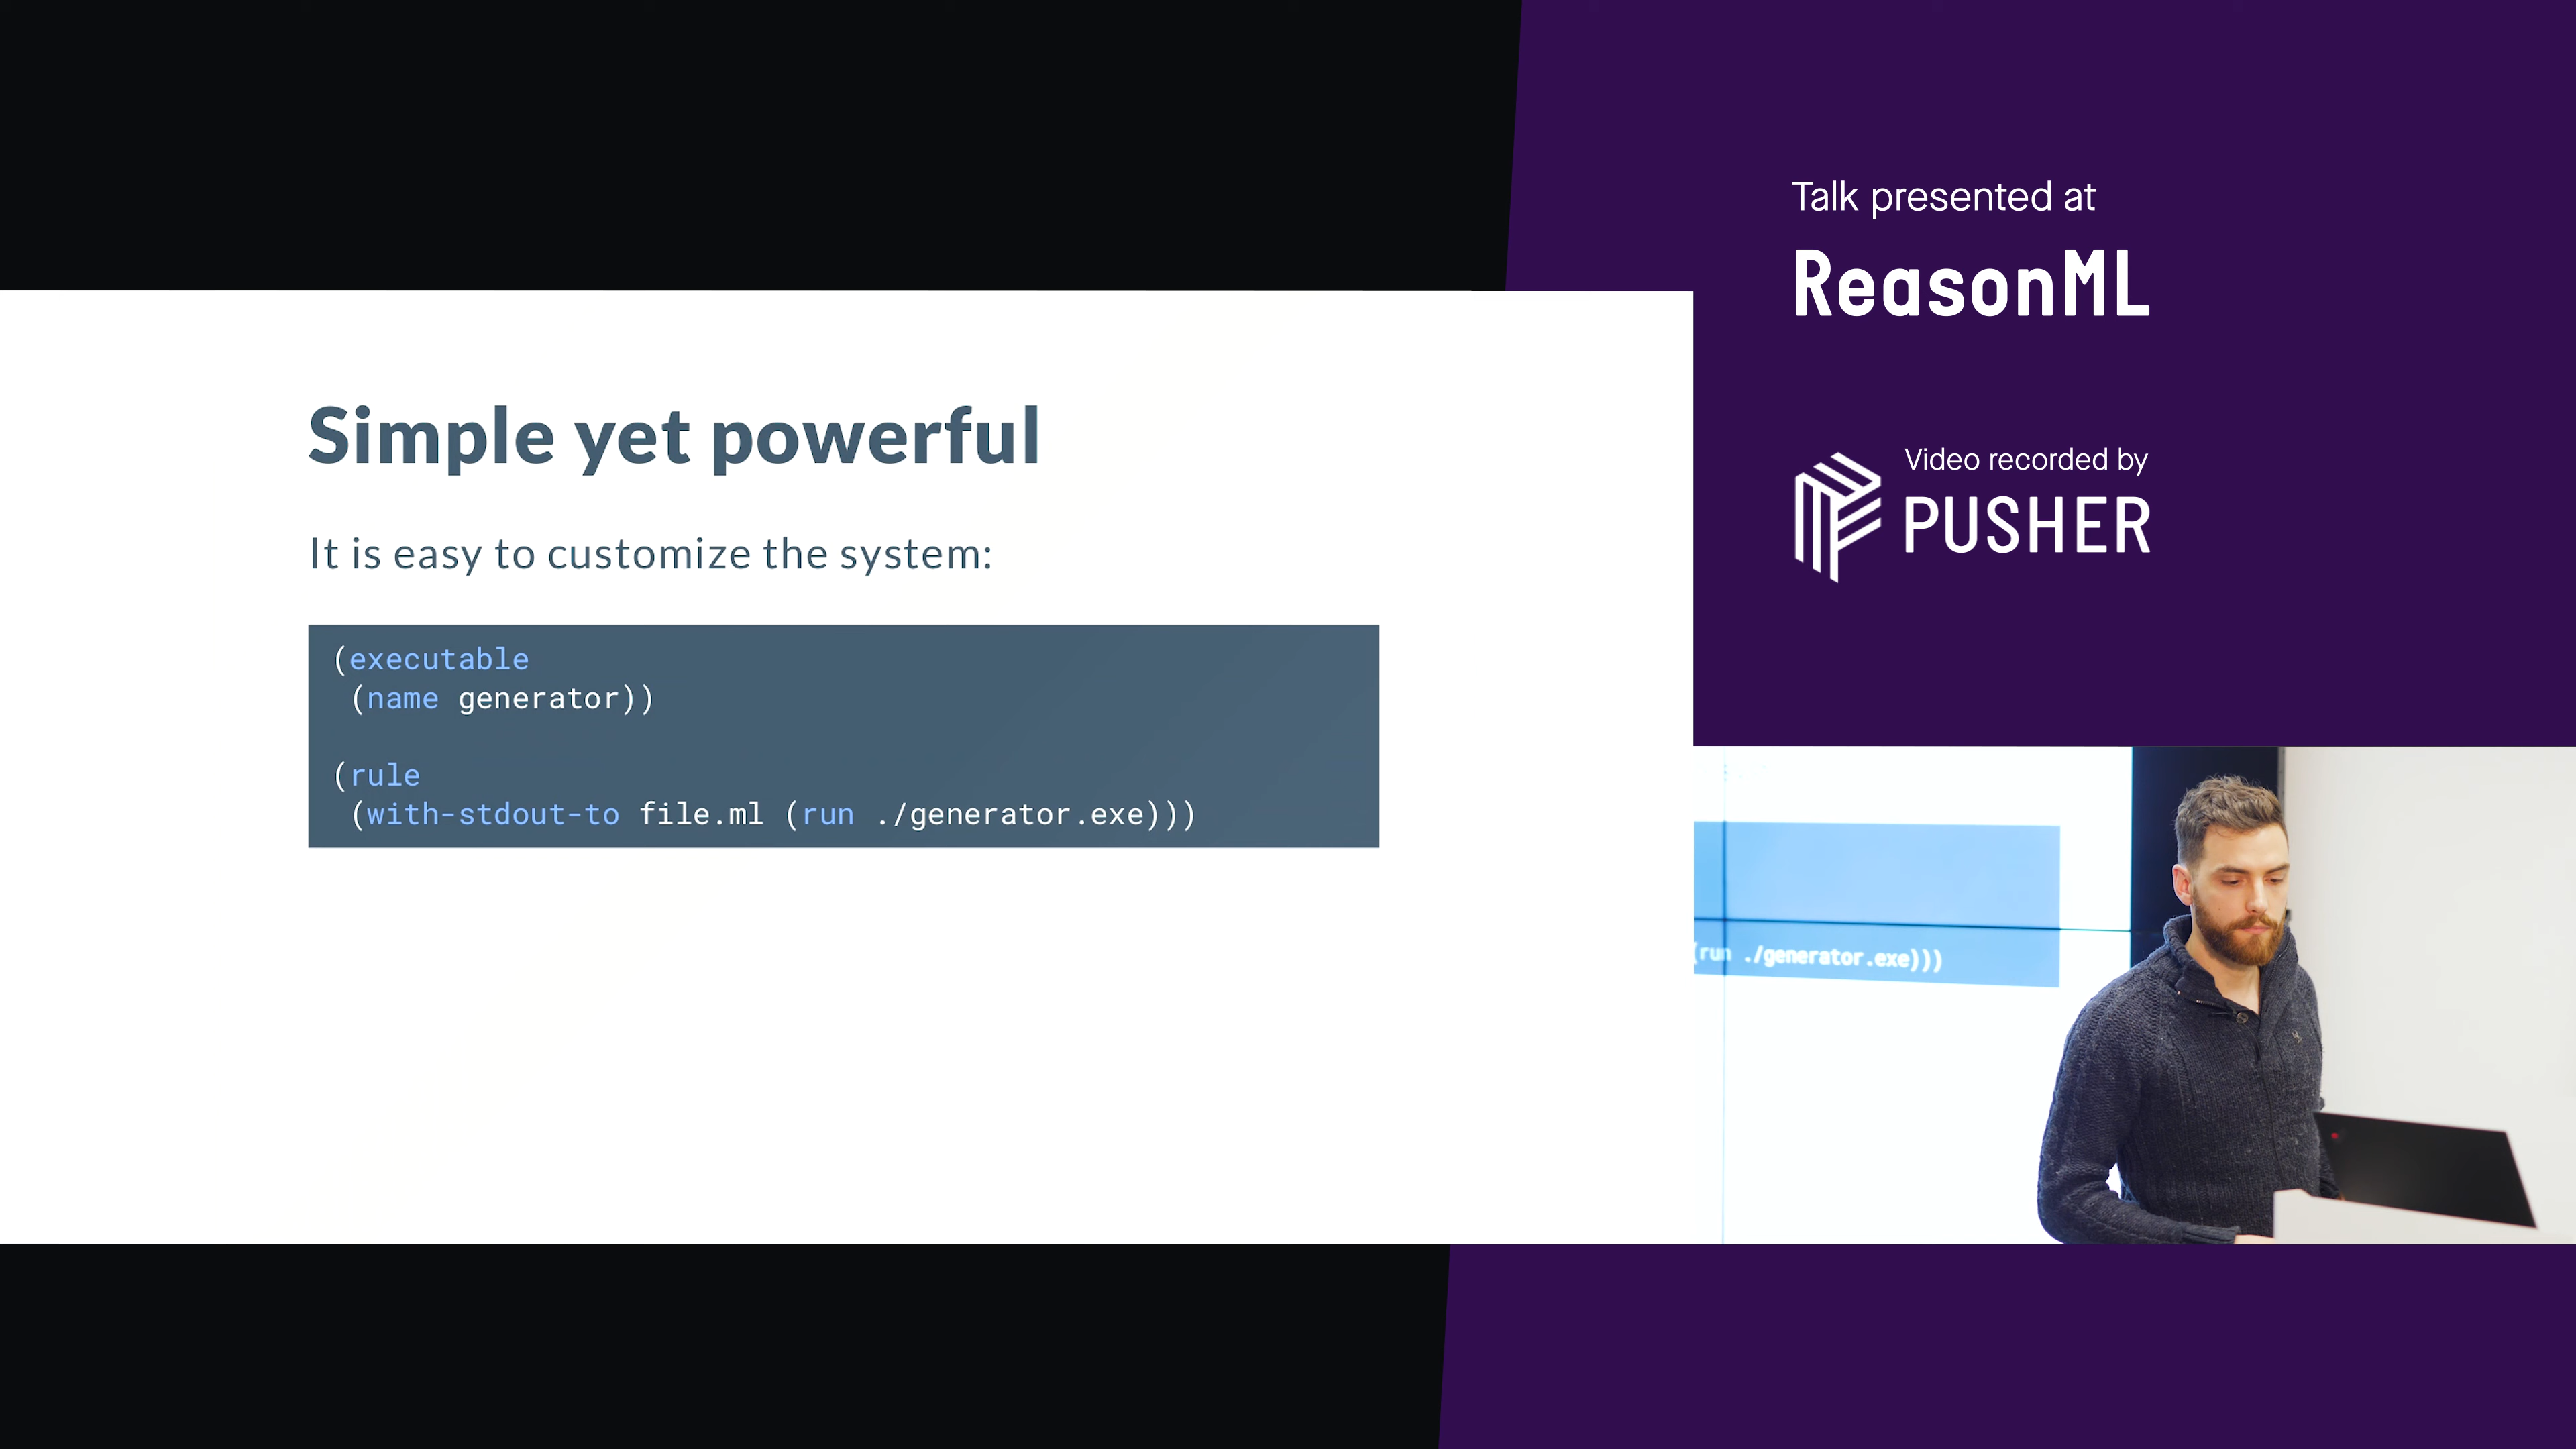 Talk presented at
ReasonML
Video recorded by
PUSHER
Simple yet powerful
It is easy to customize the system:
(executable
(name generator))
(rule
(with-stdout-to file.ml (run ./generator.exe)))
(run ./generator.exe)))